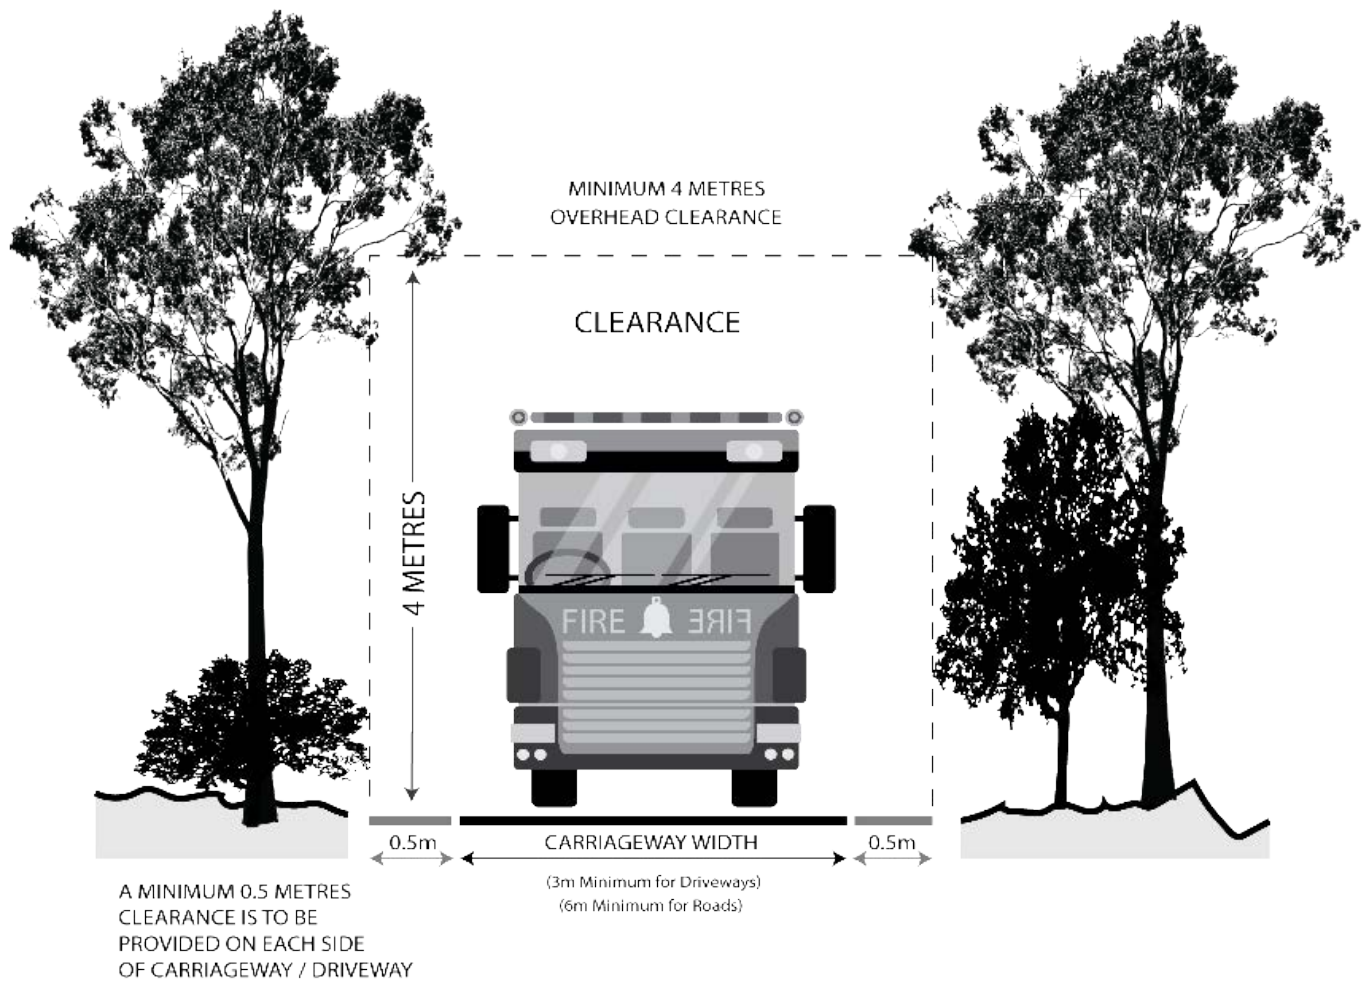 MINIMUM 4 METRES
OVERHEAD CLEARANCE
CLEARANCE
4 METRES
FIRE FIRE
0.5m
CARRIAGEWAY WIDTH
0.5m
(3m Minimum for Driveways)
(6m Minimum for Roads)
A MINIMUM 0.5 METRES
CLEARANCE IS TO BE
PROVIDED ON EACH SIDE
OF CARRIAGEWAY / DRIVEWAY